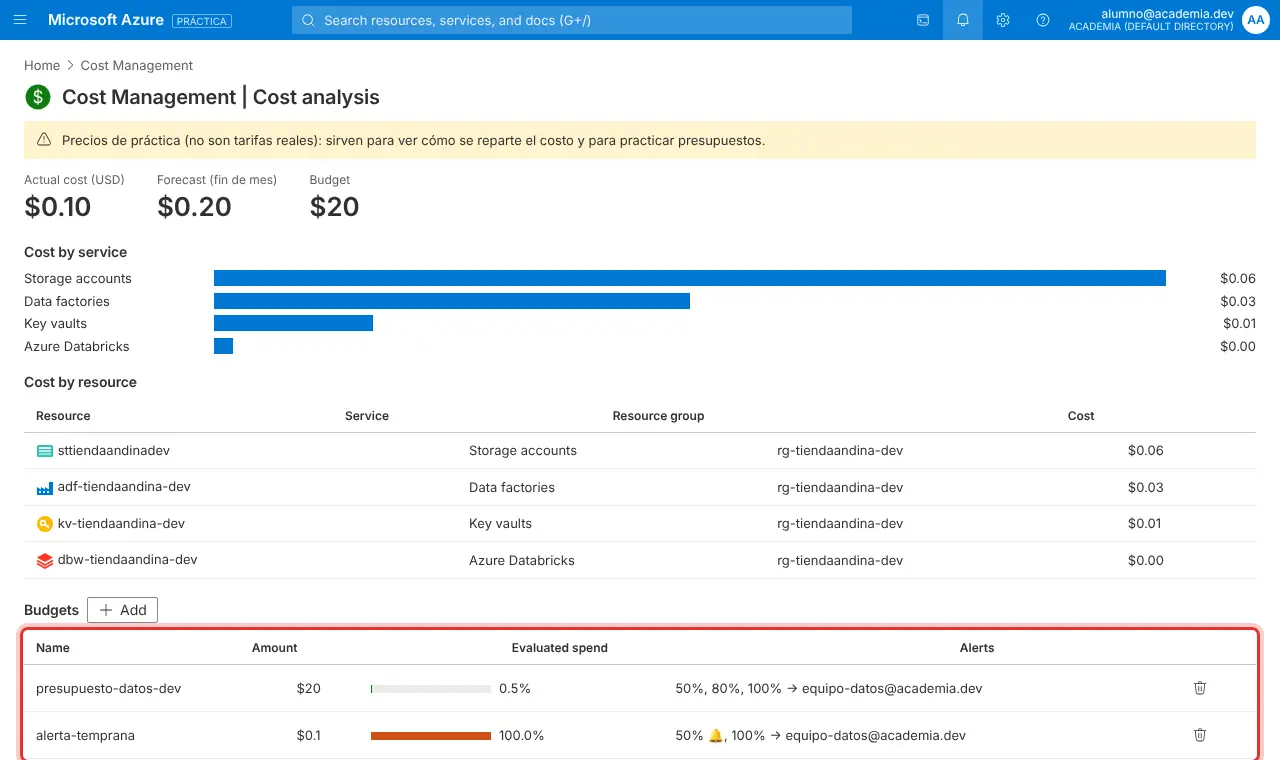 Microsoft Azure PRÁCTICA
Search resources, services, and docs (G+/)
alumno@academia.dev
ACADEMIA (DEFAULT DIRECTORY)
AA
Home > Cost Management
$ Cost Management | Cost analysis
Precios de práctica (no son tarifas reales): sirven para ver cómo se reparte el costo y para practicar presupuestos.
Actual cost (USD) Forecast (fin de mes) Budget
$0.10 $0.20 $20
Cost by service
Storage accounts $0.06
Data factories $0.03
Key vaults $0.01
Azure Databricks $0.00
Cost by resource
Resource Service Resource group Cost
sttiendaandinadev Storage accounts rg-tiendaandina-dev $0.06
adf-tiendaandina-dev Data factories rg-tiendaandina-dev $0.03
kv-tiendaandina-dev Key vaults rg-tiendaandina-dev $0.01
dbw-tiendaandina-dev Azure Databricks rg-tiendaandina-dev $0.00
Budgets + Add
Name Amount Evaluated spend Alerts
presupuesto-datos-dev $20 0.5% 50%, 80%, 100% → equipo-datos@academia.dev
alerta-temprana $0.1 100.0% 50% 🔔, 100% → equipo-datos@academia.dev